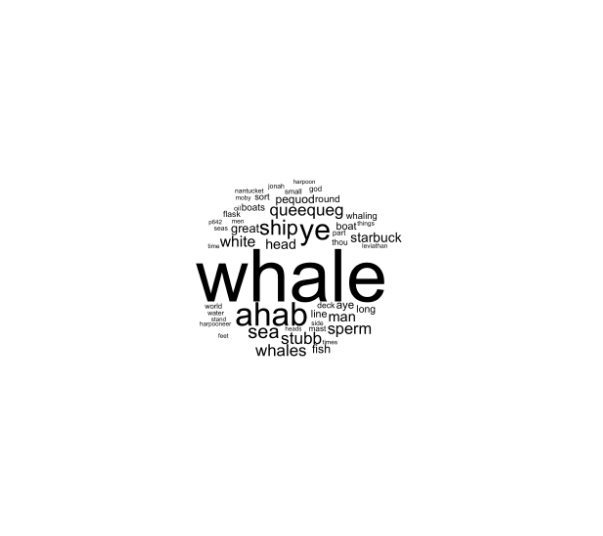 harpoon
nantucket jonah small god
moby sort pequod round
oil boats queequeg whaling
flask ship ye boat things
p642 men great part
seas white head thou starbuck
time leviathan
whale
world ahab deck aye long
water line man
stand sea heads side mast sperm
harpooneer stubb times
feet whales fish